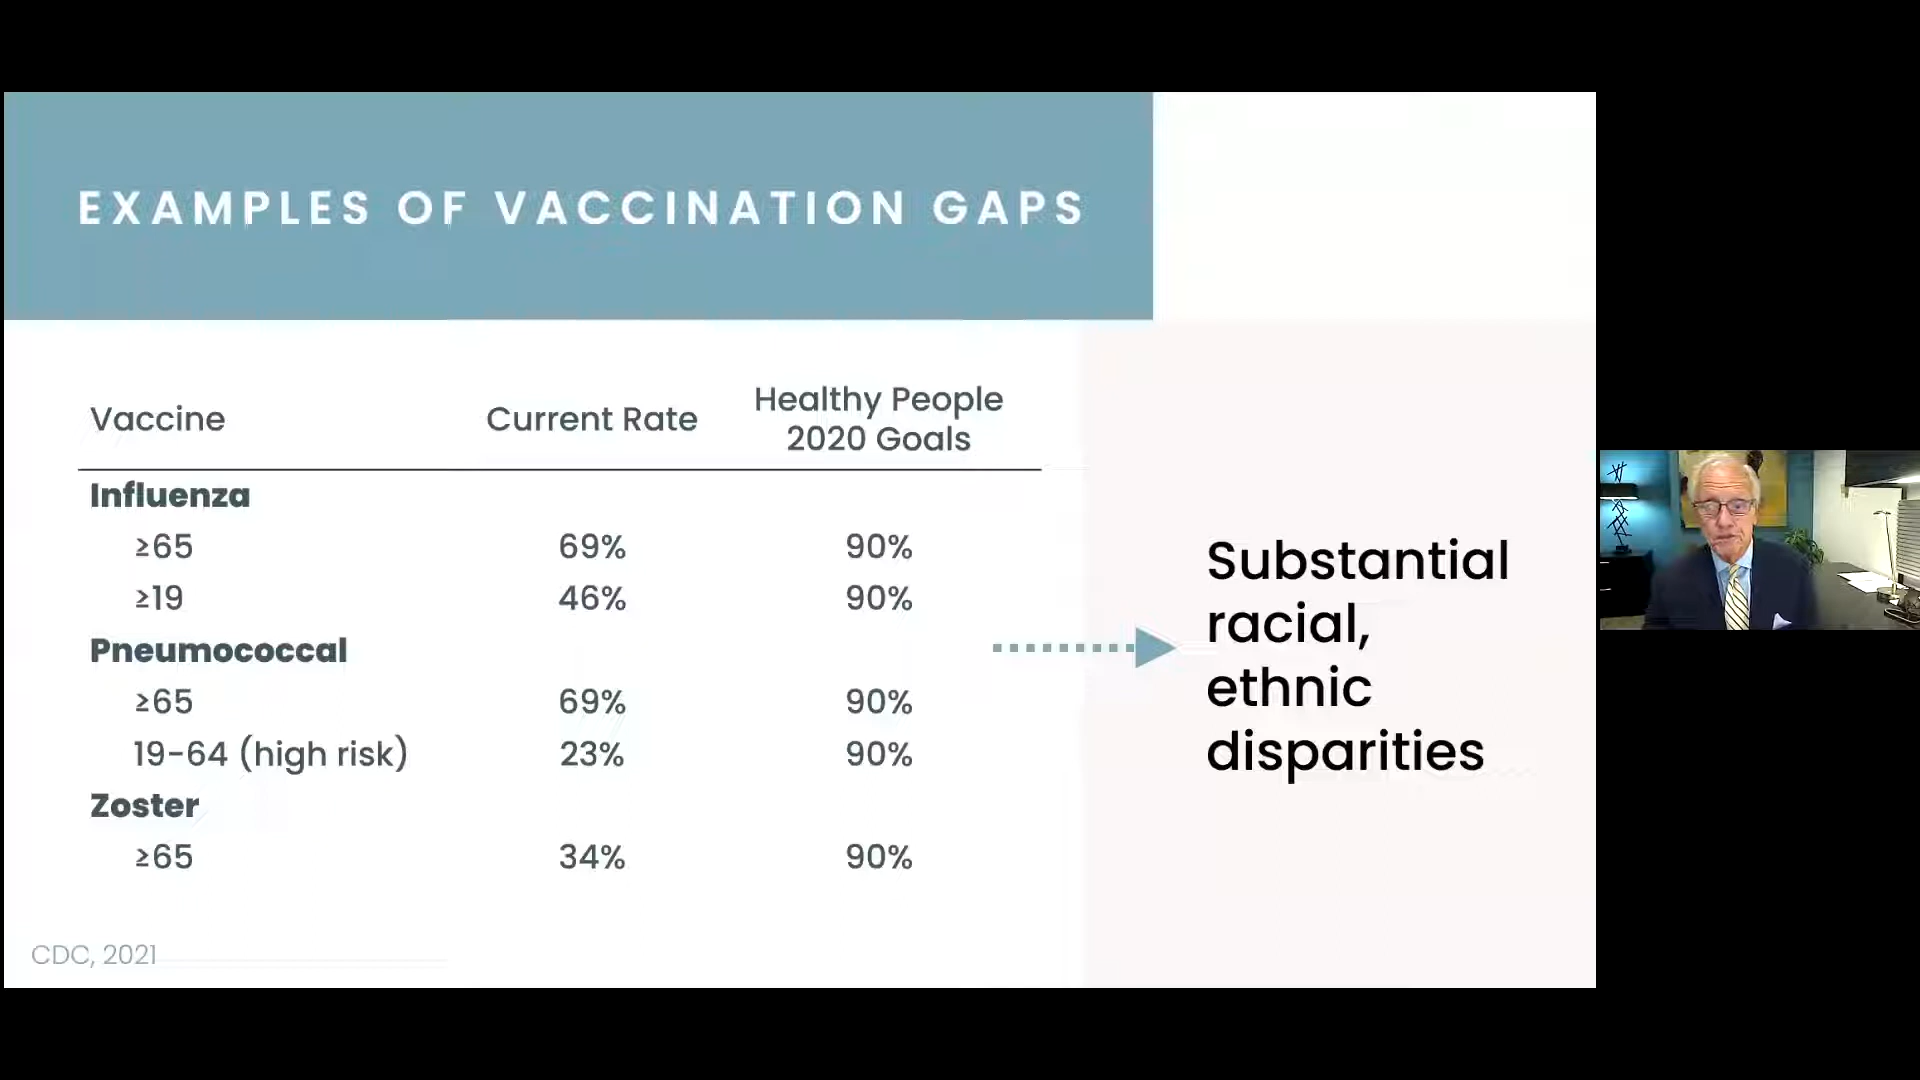 EXAMPLES OF VACCINATION GAPS
Vaccine Current Rate Healthy People 2020 Goals
Influenza
≥65 69% 90%
≥19 46% 90%
Pneumococcal
≥65 69% 90%
19-64 (high risk) 23% 90%
Zoster
≥65 34% 90%
Substantial
racial,
ethnic
disparities
CDC, 2021